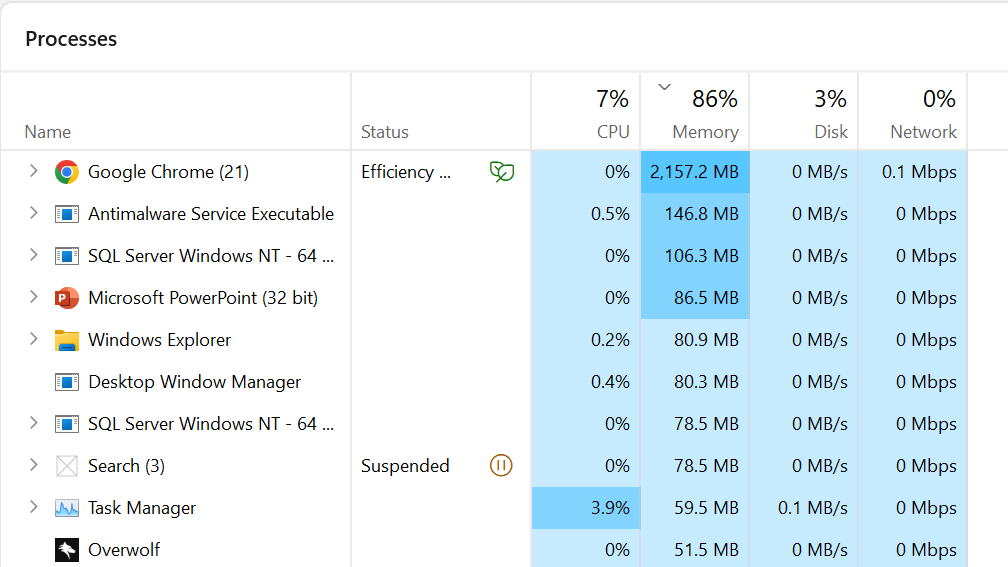 Processes
7% 86% 3% 0%
Name Status CPU Memory Disk Network
Google Chrome (21) Efficiency ... 0% 2,157.2 MB 0 MB/s 0.1 Mbps
Antimalware Service Executable 0.5% 146.8 MB 0 MB/s 0 Mbps
SQL Server Windows NT - 64 ... 0% 106.3 MB 0 MB/s 0 Mbps
P Microsoft PowerPoint (32 bit) 0% 86.5 MB 0 MB/s 0 Mbps
Windows Explorer 0.2% 80.9 MB 0 MB/s 0 Mbps
Desktop Window Manager 0.4% 80.3 MB 0 MB/s 0 Mbps
SQL Server Windows NT - 64 ... 0% 78.5 MB 0 MB/s 0 Mbps
Search (3) Suspended 0% 78.5 MB 0 MB/s 0 Mbps
Task Manager 3.9% 59.5 MB 0.1 MB/s 0 Mbps
Overwolf 0% 51.5 MB 0 MB/s 0 Mbps